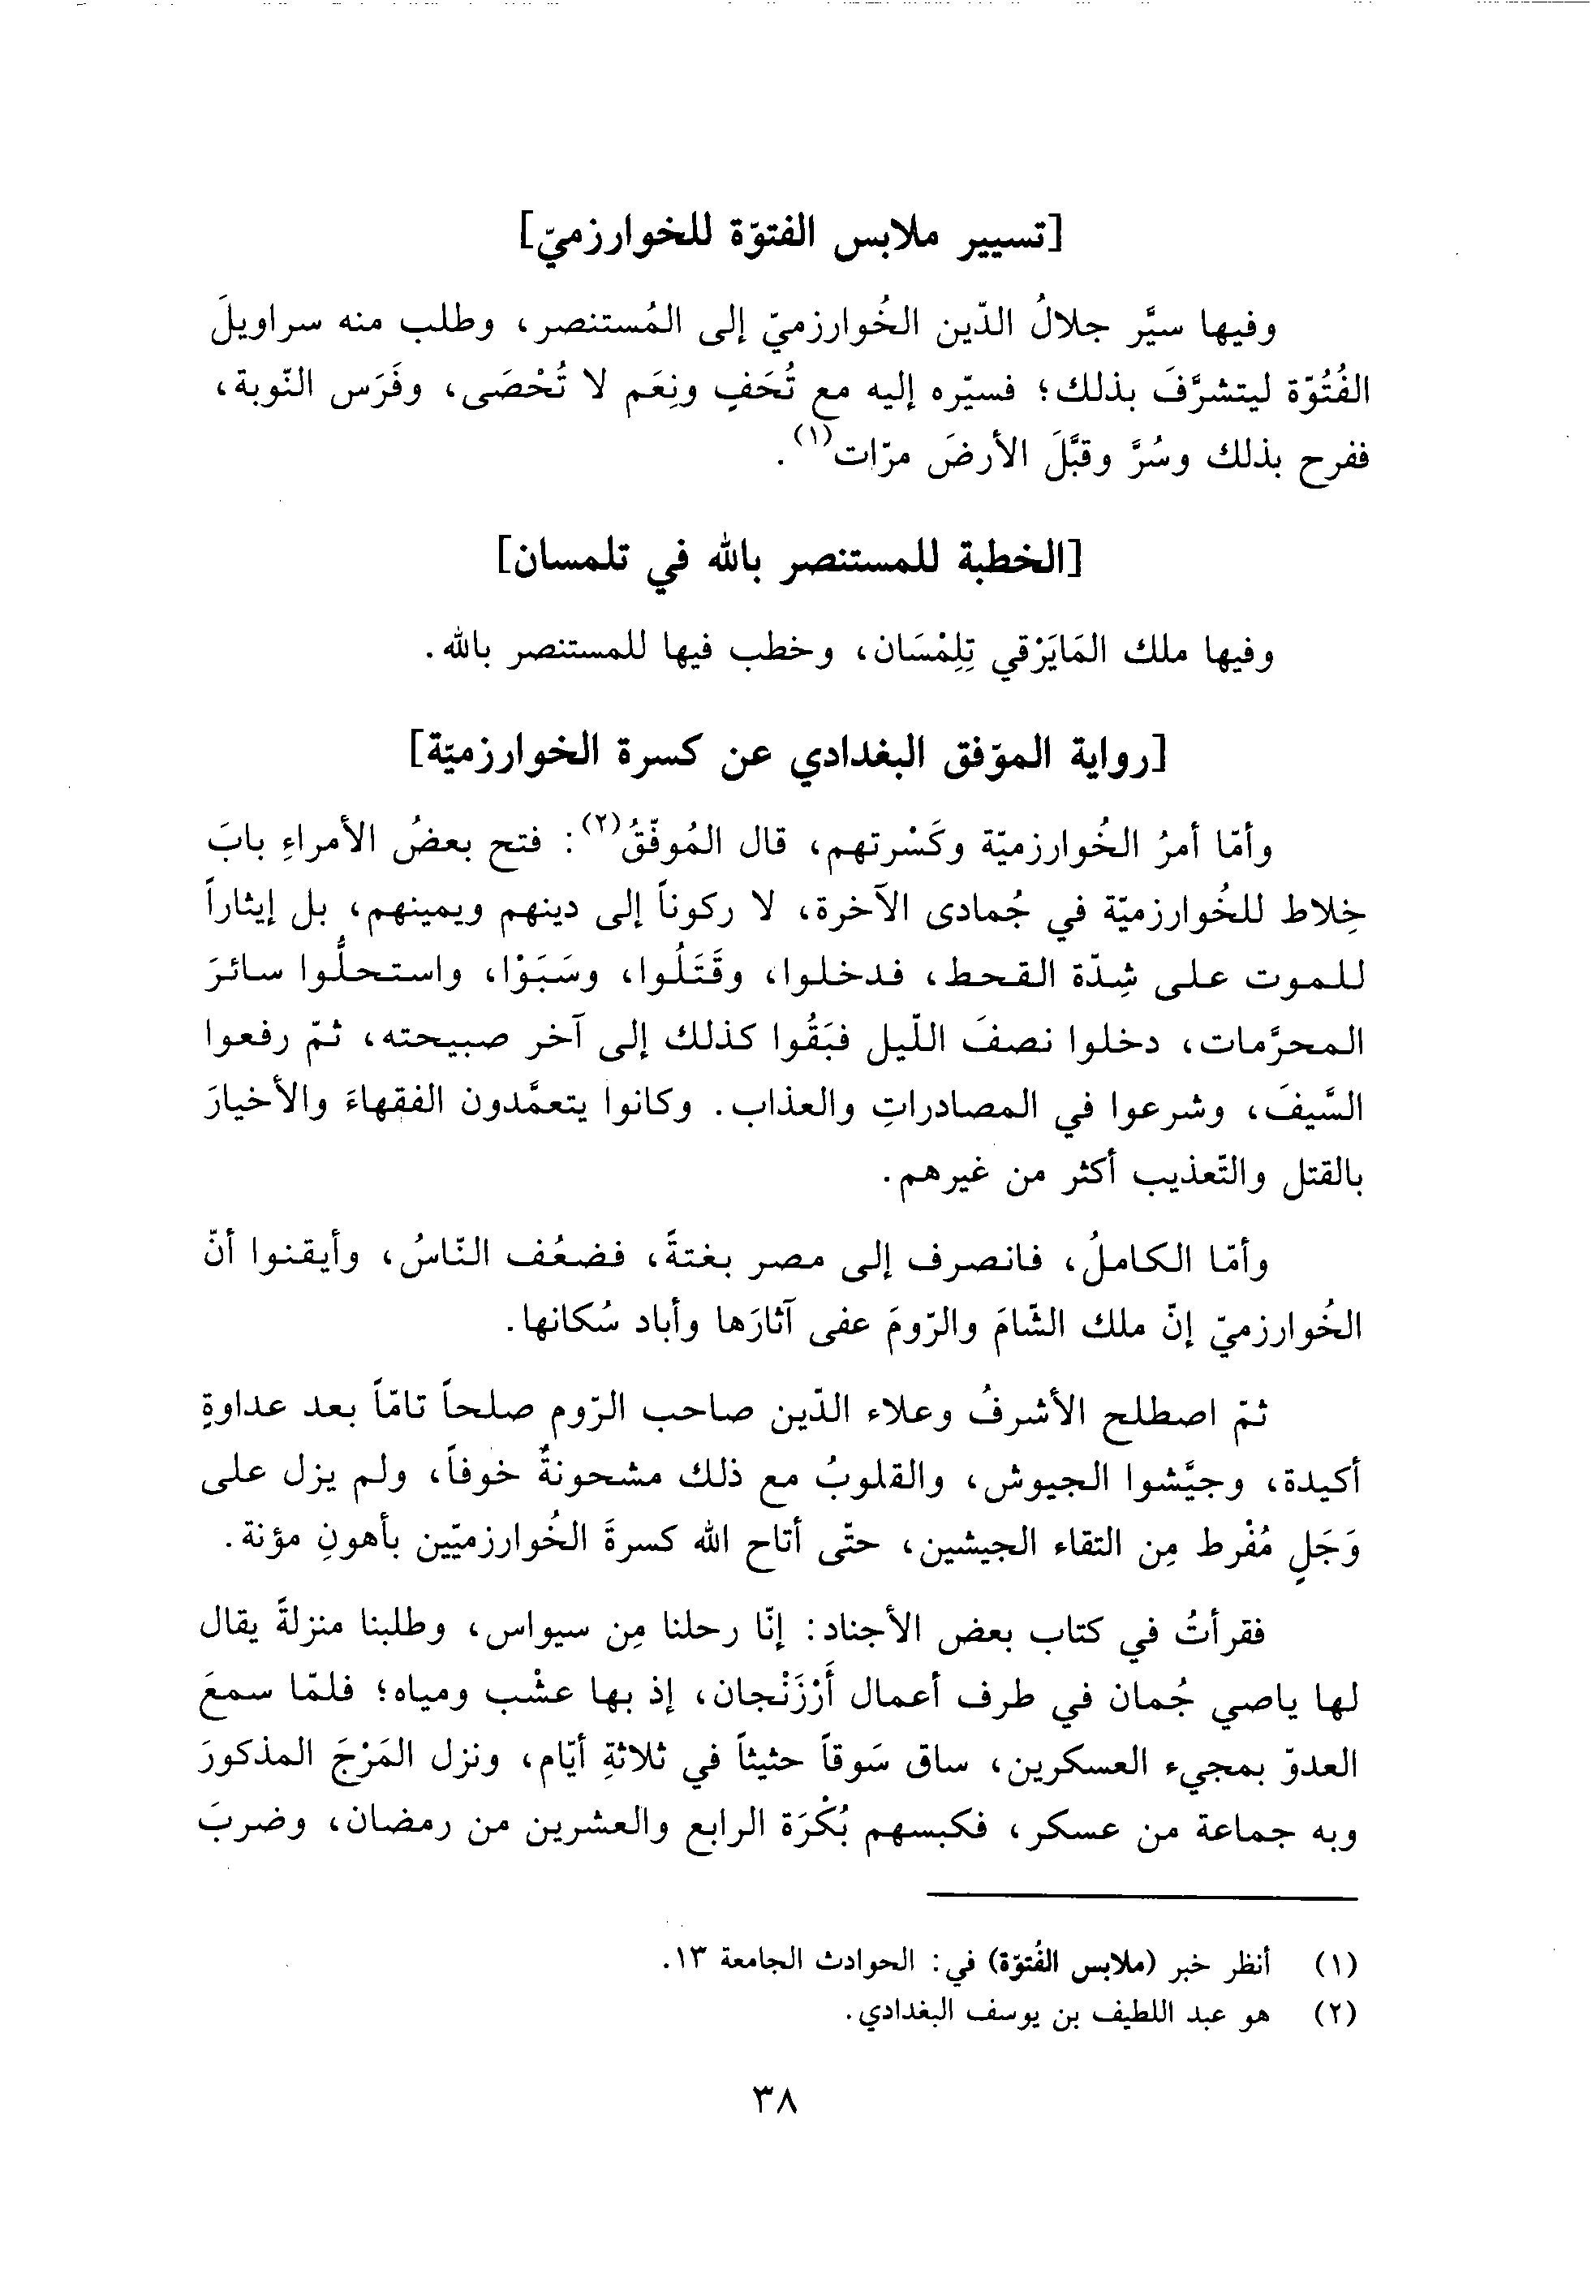 [تسيير ملابس الفتوّة للخوارزميّ]
وفيها سيَّر جلالُ الدّين الخُوارزميّ إلى المُستنصر، وطلب منه سراويلَ
الفُتُوّة ليتشرَّفَ بذلك؛ فسيّره إليه مع تُحَفٍ ونِعَم لا تُحْصَى، وفَرَس النّوبة،
ففرح بذلك وسُرَّ وقبَّلَ الأرضَ مرّات(١).
[الخطبة للمستنصر بالله في تلمسان]
وفيها ملك المَايَرْقي تِلِمْسَان، وخطب فيها للمستنصر بالله.
[رواية الموّفق البغدادي عن كسرة الخوارزميّة]
وأمّا أمرُ الخُوارزميّة وكَسْرتهم، قال المُوفّقُ(٢): فتح بعضُ الأمراءِ بابَ
خِلاط للخُوارزميّة في جُمادى الآخرة، لا ركوناً إلى دينهم ويمينهم، بل إيثاراً
للموت على شِدّة القحط، فدخلوا، وقَتَلُوا، وسَبَوْا، واستحلُّوا سائرَ
المحرَّمات، دخلوا نصفَ اللّيل فبَقُوا كذلك إلى آخر صبيحته، ثمّ رفعوا
السَّيفَ، وشرعوا في المصادراتِ والعذاب. وكانوا يتعمَّدون الفقهاءَ والأخيارَ
بالقتل والتّعذيب أكثر من غيرهم.
وأمّا الكاملُ، فانصرف إلى مصر بغتةً، فضعُف النّاسُ، وأيقنوا أنّ
الخُوارزميّ إنّ ملك الشّامَ والرّومَ عفى آثارَها وأباد سُكانها.
ثمّ اصطلح الأشرفُ وعلاء الدّين صاحب الرّوم صلحاً تامّاً بعد عداوةٍ
أكيدة، وجيَّشوا الجيوش، والقلوبُ مع ذلك مشحونةٌ خوفاً، ولم يزل على
وَجَلٍ مُفْرط مِن التقاء الجيشين، حتّى أتاح الله كسرةَ الخُوارزميّين بأهونِ مؤنة.
فقرأتُ في كتاب بعض الأجناد: إنّا رحلنا مِن سيواس، وطلبنا منزلةً يقال
لها ياصي جُمان في طرف أعمال أَرْزَنْجان، إذ بها عشْب ومياه؛ فلمّا سمعَ
العدوّ بمجيء العسكرين، ساق سَوقاً حثيثاً في ثلاثةِ أيّام، ونزل المَرْجَ المذكورَ
وبه جماعة من عسكر، فكبسهم بُكْرَة الرابع والعشرين من رمضان، وضربَ
(١) أنظر خبر (ملابس الفُتوّة) في: الحوادث الجامعة ١٣.
(٢) هو عبد اللطيف بن يوسف البغدادي.
٣٨